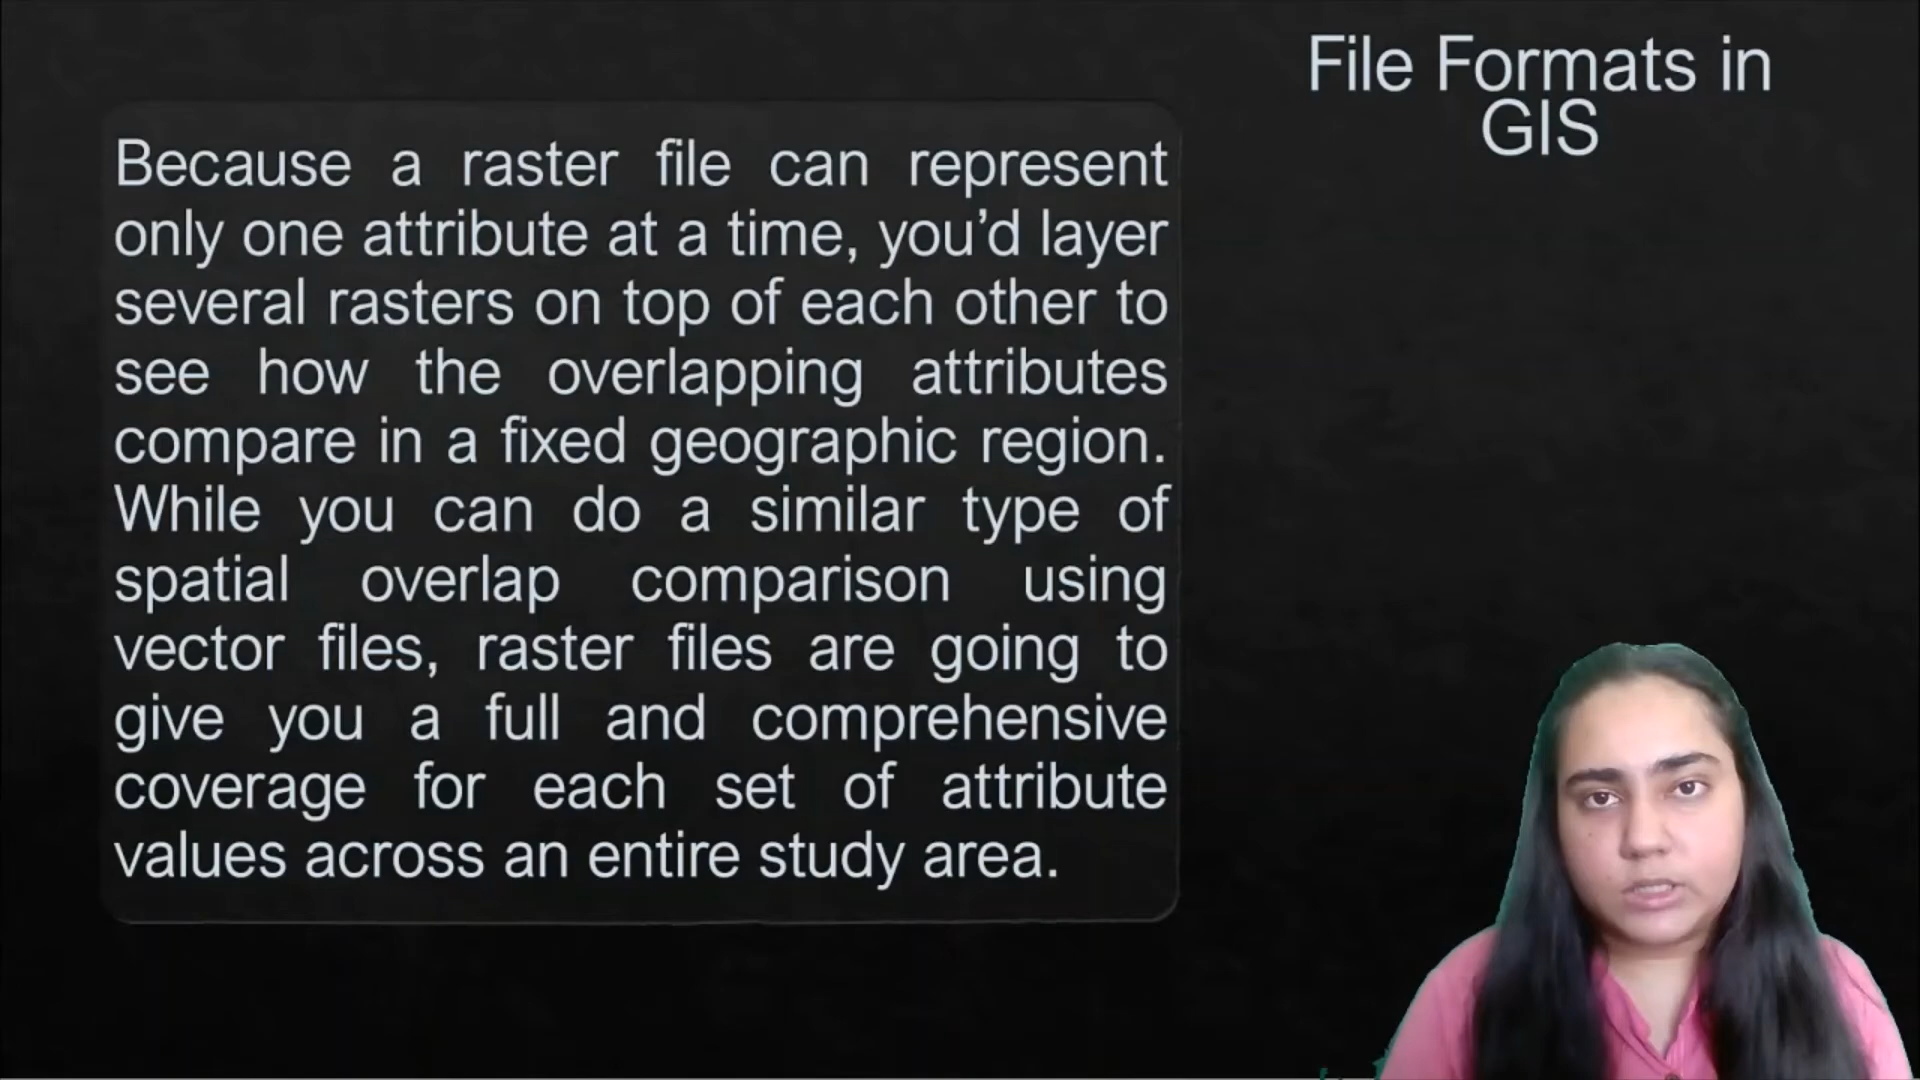 File Formats in
GIS
Because a raster file can represent
only one attribute at a time, you’d layer
several rasters on top of each other to
see how the overlapping attributes
compare in a fixed geographic region.
While you can do a similar type of
spatial overlap comparison using
vector files, raster files are going to
give you a full and comprehensive
coverage for each set of attribute
values across an entire study area.